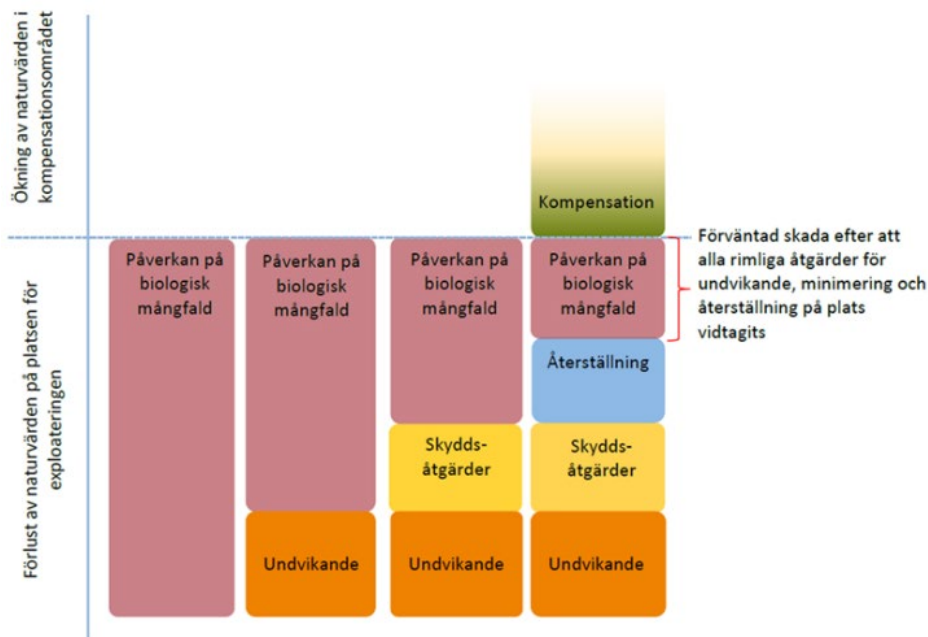 Ökning av naturvärden i
kompensationsområdet
Förlust av naturvärden på platsen för
exploateringen
Påverkan på
biologisk
mångfald
Påverkan på
biologisk
mångfald
Undvikande
Påverkan på
biologisk
mångfald
Skydds-
åtgärder
Undvikande
Kompensation
Påverkan på
biologisk
mångfald
Återställning
Skydds-
åtgärder
Undvikande
Förväntad skada efter att
alla rimliga åtgärder för
undvikande, minimering och
återställning på plats
vidtagits